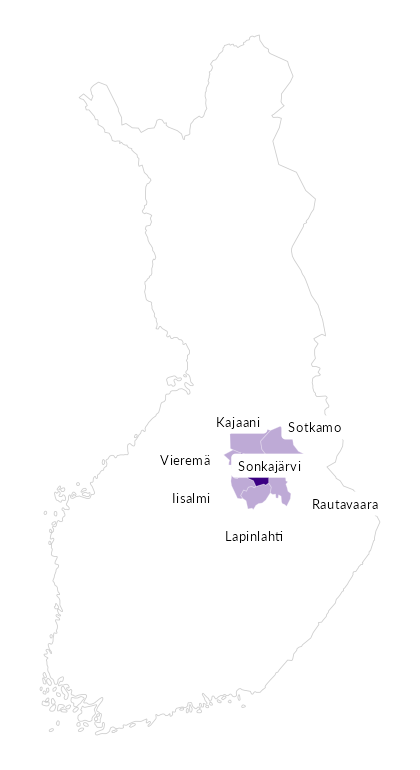 Kajaani
Sotkamo
Vieremä
Sonkajärvi
Iisalmi
Rautavaara
Lapinlahti